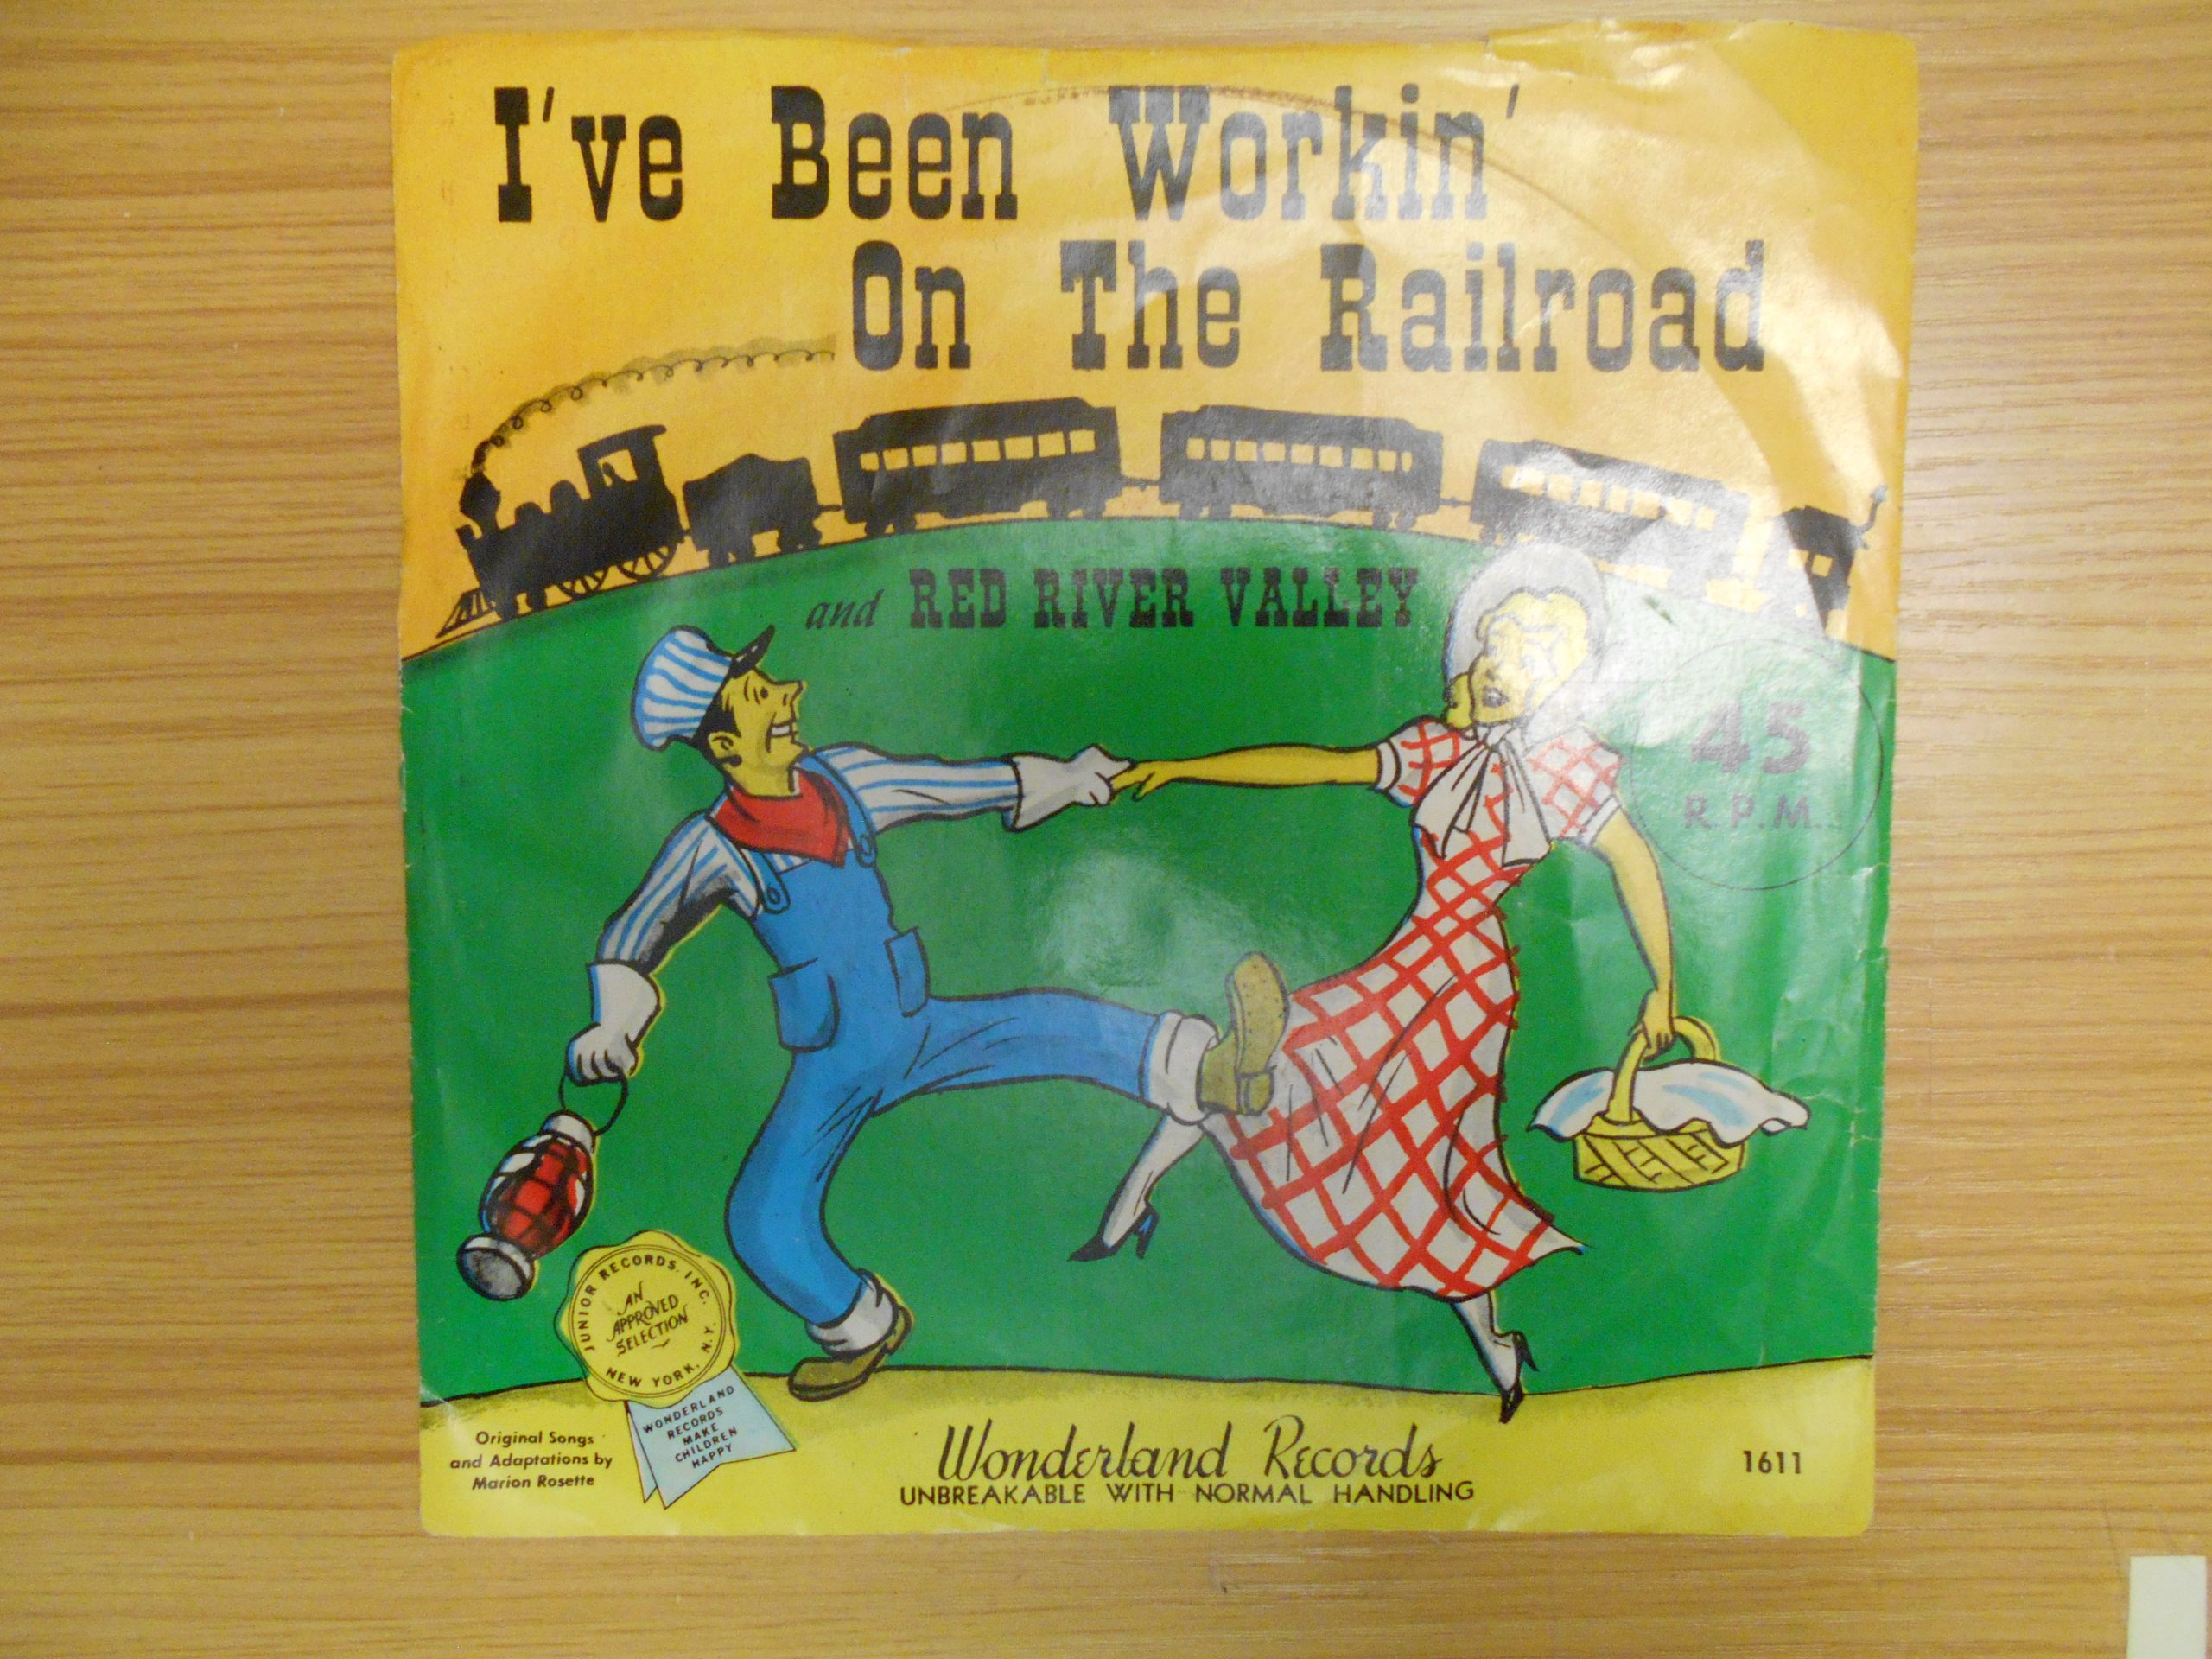 I've Been Workin'
On The Railroad
and RED RIVER VALLEY
45
R.P.M.
JUNIOR RECORDS, INC.
NEW YORK, N.Y.
AN
APPROVED
SELECTION
WONDERLAND
RECORDS
MAKE
CHILDREN
HAPPY
Original Songs
and Adaptations by
Marion Rosette
Wonderland Records
UNBREAKABLE WITH NORMAL HANDLING
1611